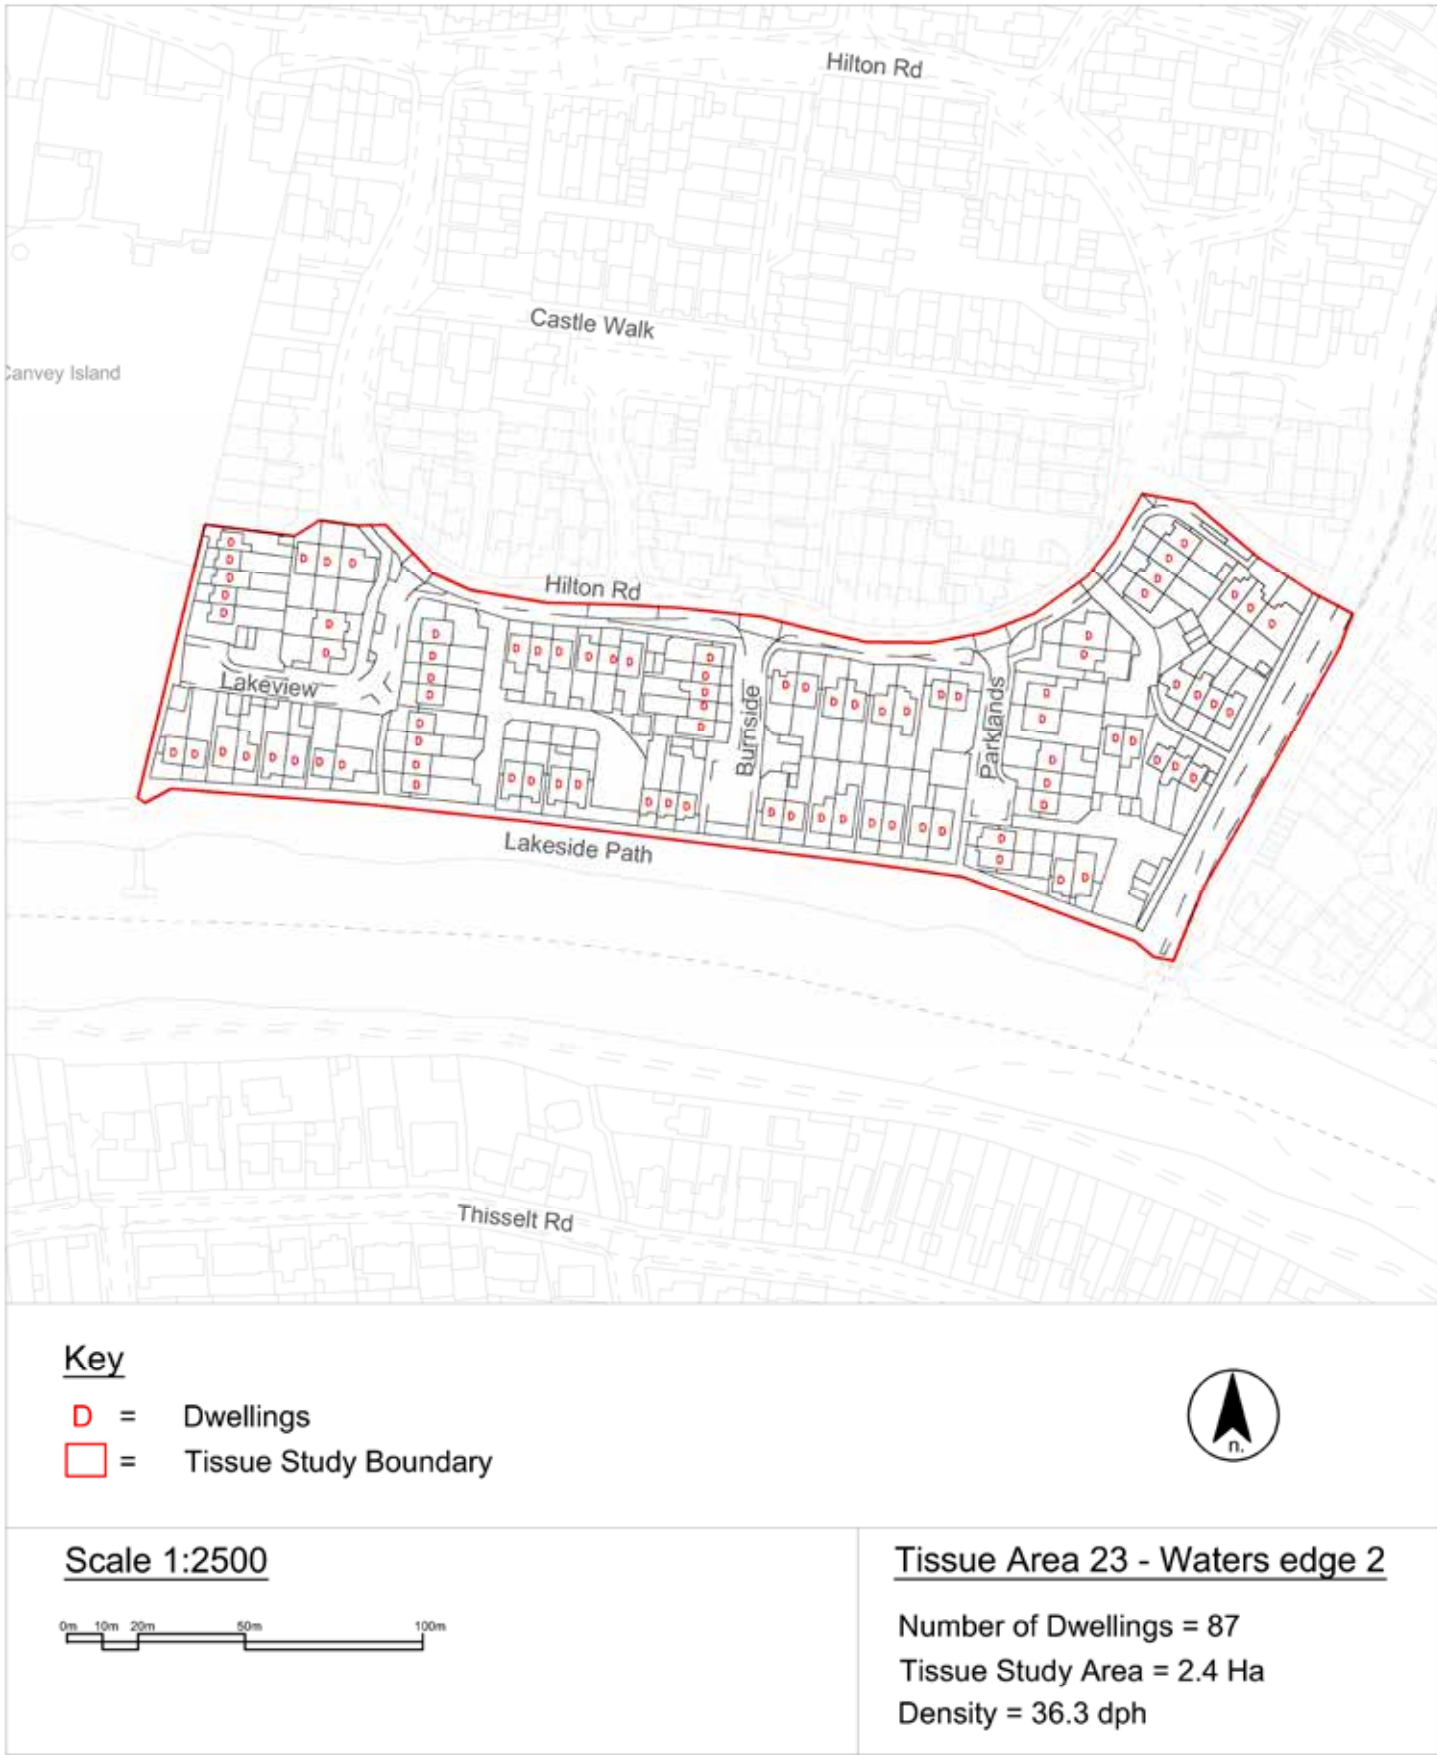 Hilton Rd
Castle Walk
Canvey Island
Hilton Rd
Lakeview
Burnside
Parklands
Lakeside Path
Thisselt Rd
Key
D = Dwellings
= Tissue Study Boundary
n.
Scale 1:2500
0m 10m 20m 50m 100m
Tissue Area 23 - Waters edge 2
Number of Dwellings = 87
Tissue Study Area = 2.4 Ha
Density = 36.3 dph